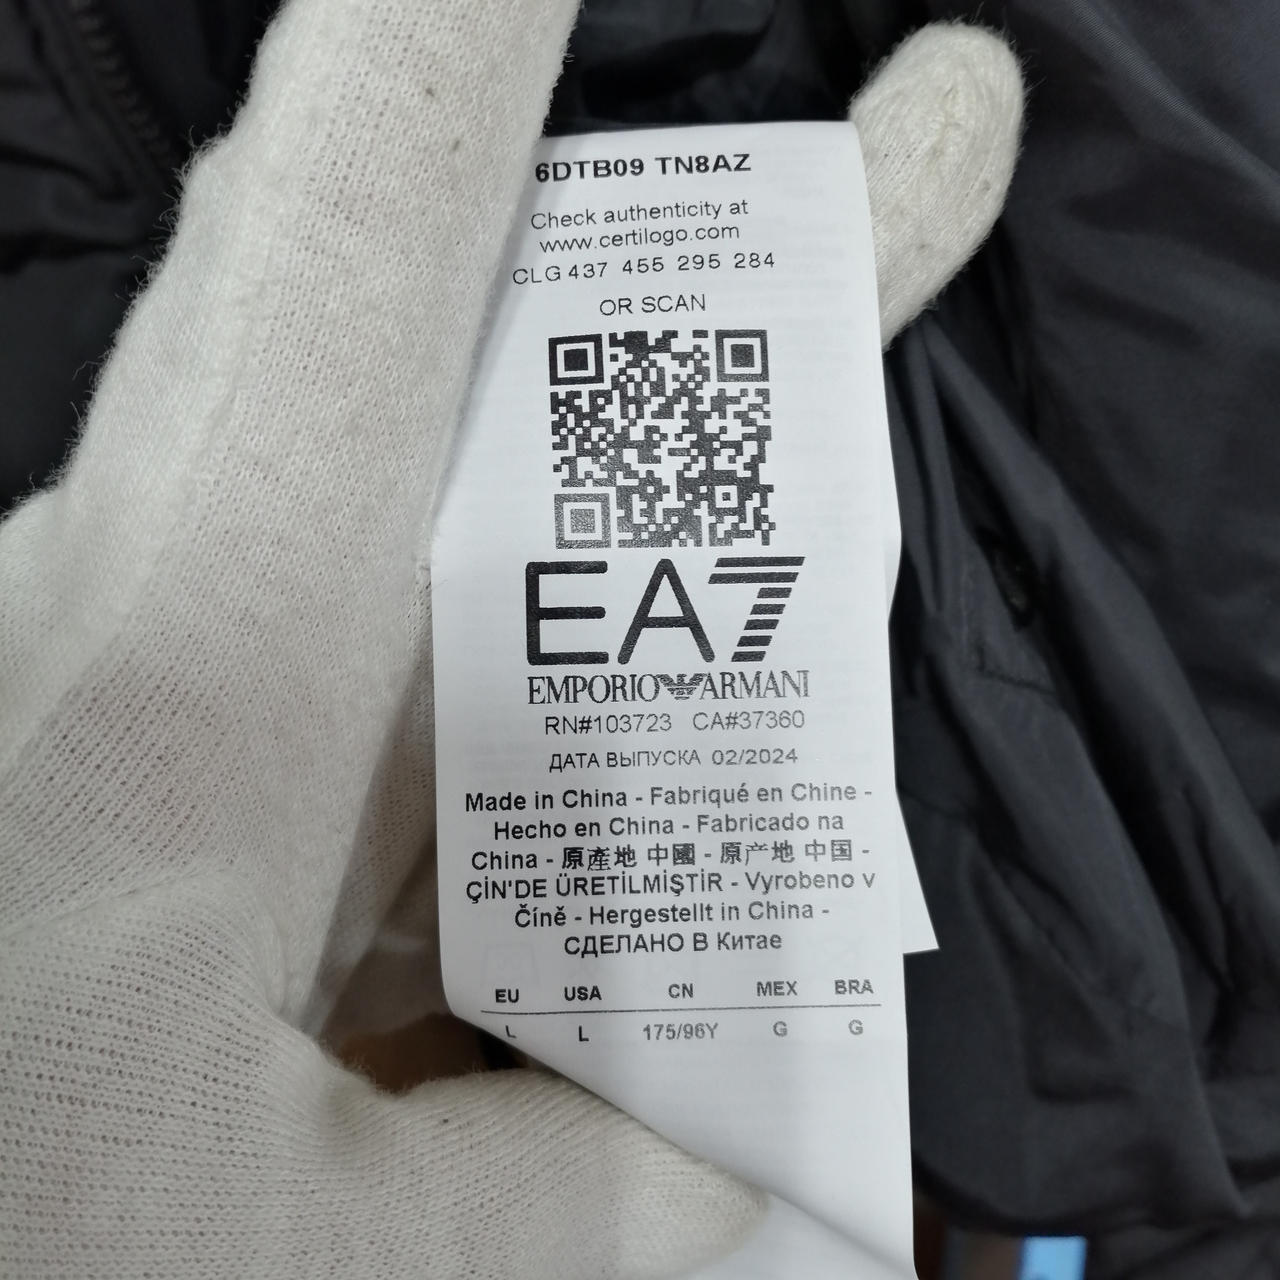 6DTB09 TN8AZ
Check authenticity at
www.certilogo.com
CLG 437 455 295 284
OR SCAN
EA7
EMPORIO ARMANI
RN#103723 CA#37360
ДАТА ВЫПУСКА 02/2024
Made in China - Fabriqué en Chine -
Hecho en China - Fabricado na
China - 原產地 中國 - 原产地 中国 -
ÇİN'DE ÜRETİLMİŞTİR - Vyrobeno v
Číně - Hergestellt in China -
СДЕЛАНО В Китае
EU USA CN MEX BRA
L L 175/96Y G G